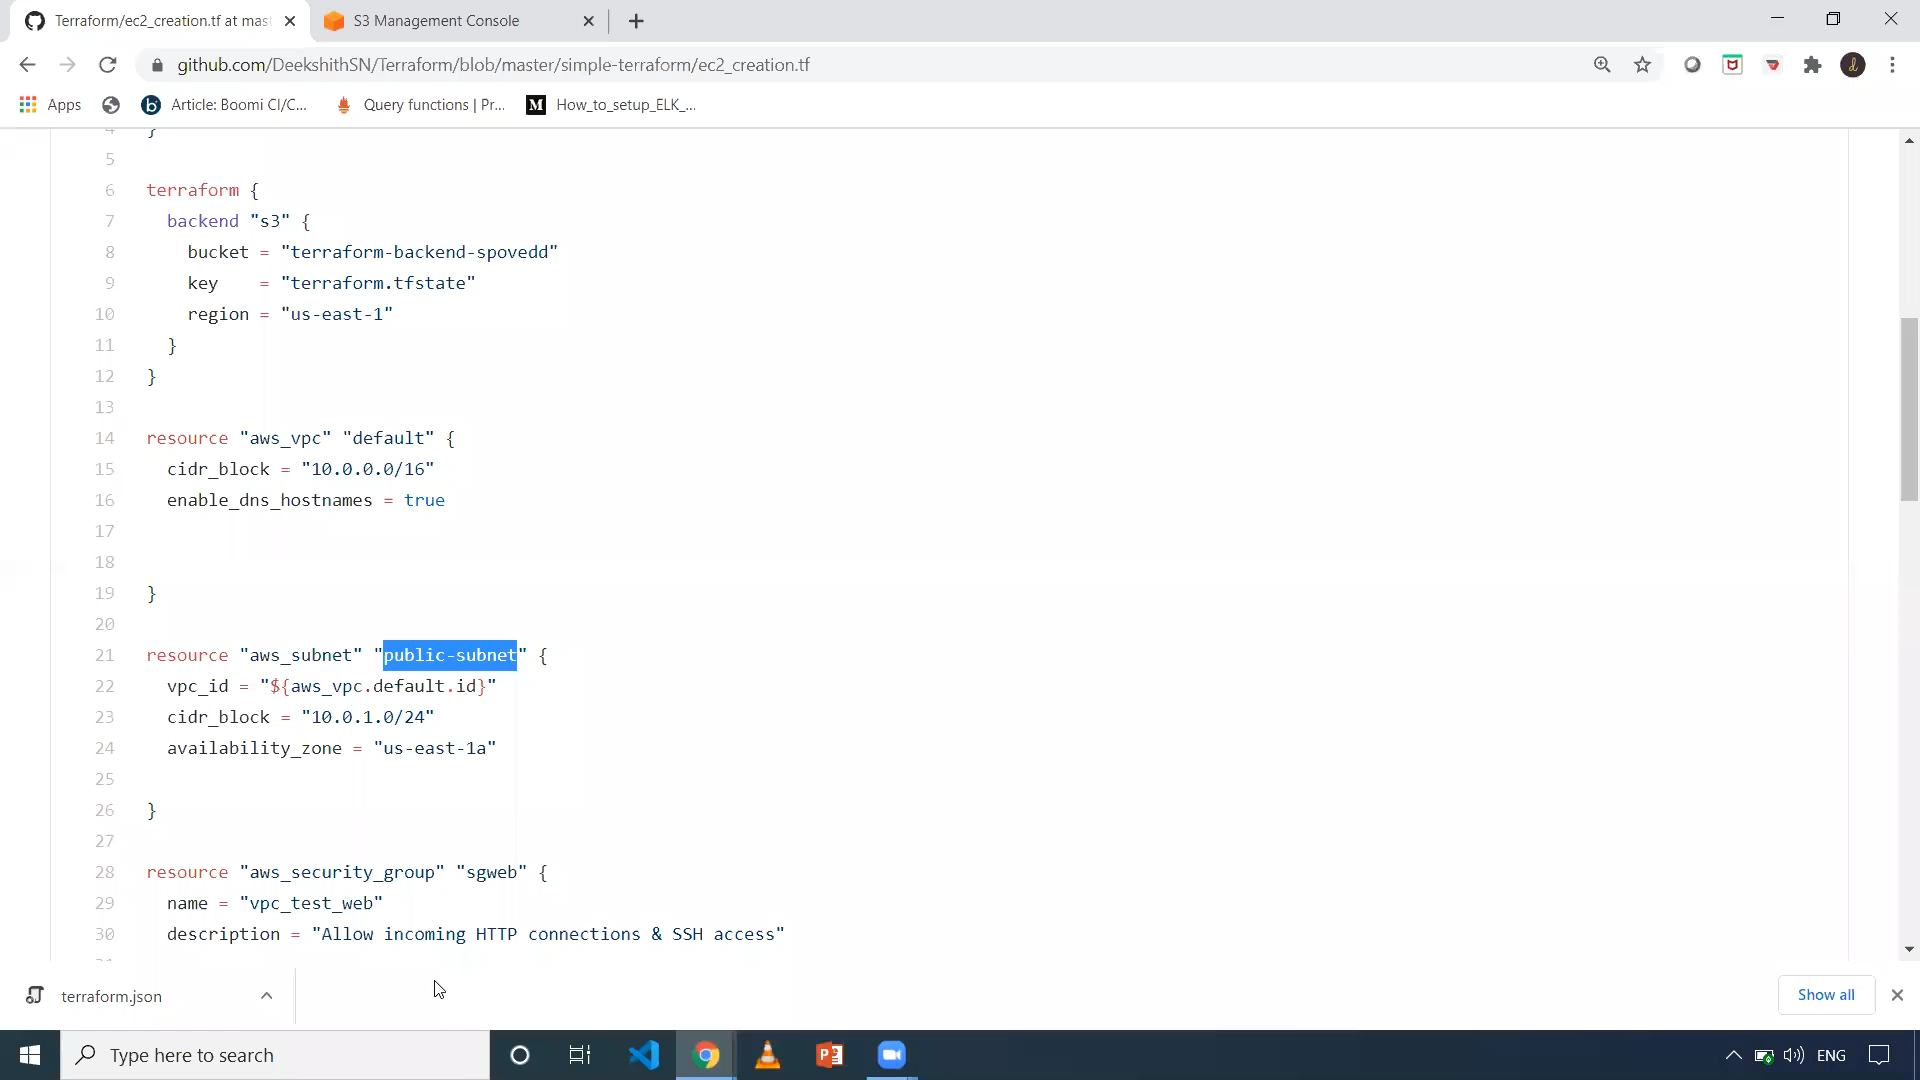 Terraform/ec2_creation.tf at mas
S3 Management Console
github.com/DeekshithSN/Terraform/blob/master/simple-terraform/ec2_creation.tf
Apps
Article: Boomi CI/C...
Query functions | Pr...
M How_to_setup_ELK_...
4 }
5
6 terraform {
7 backend "s3" {
8 bucket = "terraform-backend-spovedd"
9 key = "terraform.tfstate"
10 region = "us-east-1"
11 }
12 }
13
14 resource "aws_vpc" "default" {
15 cidr_block = "10.0.0.0/16"
16 enable_dns_hostnames = true
17
18
19 }
20
21 resource "aws_subnet" "public-subnet" {
22 vpc_id = "${aws_vpc.default.id}"
23 cidr_block = "10.0.1.0/24"
24 availability_zone = "us-east-1a"
25
26 }
27
28 resource "aws_security_group" "sgweb" {
29 name = "vpc_test_web"
30 description = "Allow incoming HTTP connections & SSH access"
terraform.json
Show all
Type here to search
ENG